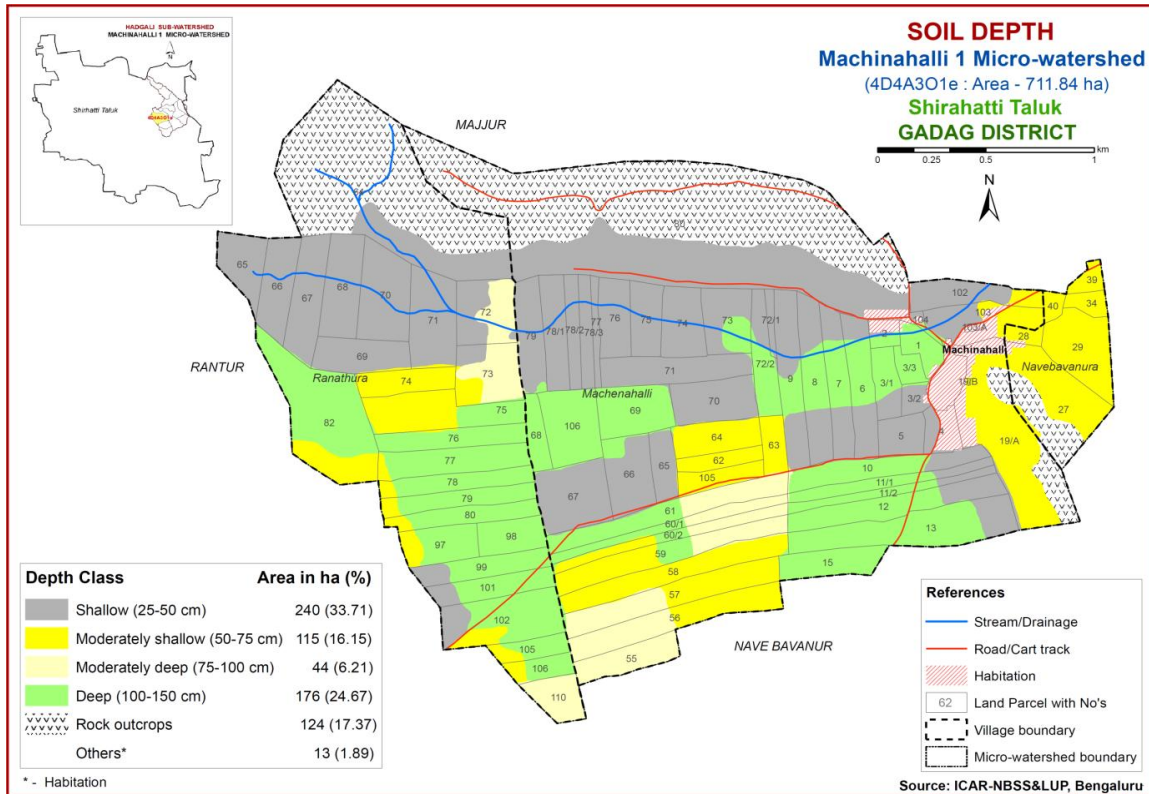 HADGALI SUB-WATERSHED
MACHINAHALLI 1 MICRO-WATERSHED
N
Shirhatti Taluk
SOIL DEPTH
Machinahalli 1 Micro-watershed
(4D4A3O1e : Area - 711.84 ha)
Shirahatti Taluk
GADAG DISTRICT
km
0 0.25 0.5 1
N
MAJJUR
RANTUR
NAVE BAVANUR
Ranathura
Machenahalli
Machinahalli
Navebavanura
80
65
66
67
68
70
71
72
69
74
73
82
75
76
77
78
79
80
97
98
99
101
102
105
106
110
79
78/1
78/2
77
78/3
76
75
74
73
72/1
72/2
71
70
69
106
68
9
8
7
6
2
1
3/3
3/1
3/2
5
4
104
102
103
103/A
28
40
39
34
29
27
19/B
19/A
64
62
63
105
65
66
67
61
60/1
60/2
59
58
57
56
55
10
11/1
11/2
12
13
15
Depth Class Area in ha (%)
Shallow (25-50 cm) 240 (33.71)
Moderately shallow (50-75 cm) 115 (16.15)
Moderately deep (75-100 cm) 44 (6.21)
Deep (100-150 cm) 176 (24.67)
Rock outcrops 124 (17.37)
Others* 13 (1.89)
* - Habitation
References
Stream/Drainage
Road/Cart track
Habitation
62 Land Parcel with No's
Village boundary
Micro-watershed boundary
Source: ICAR-NBSS&LUP, Bengaluru